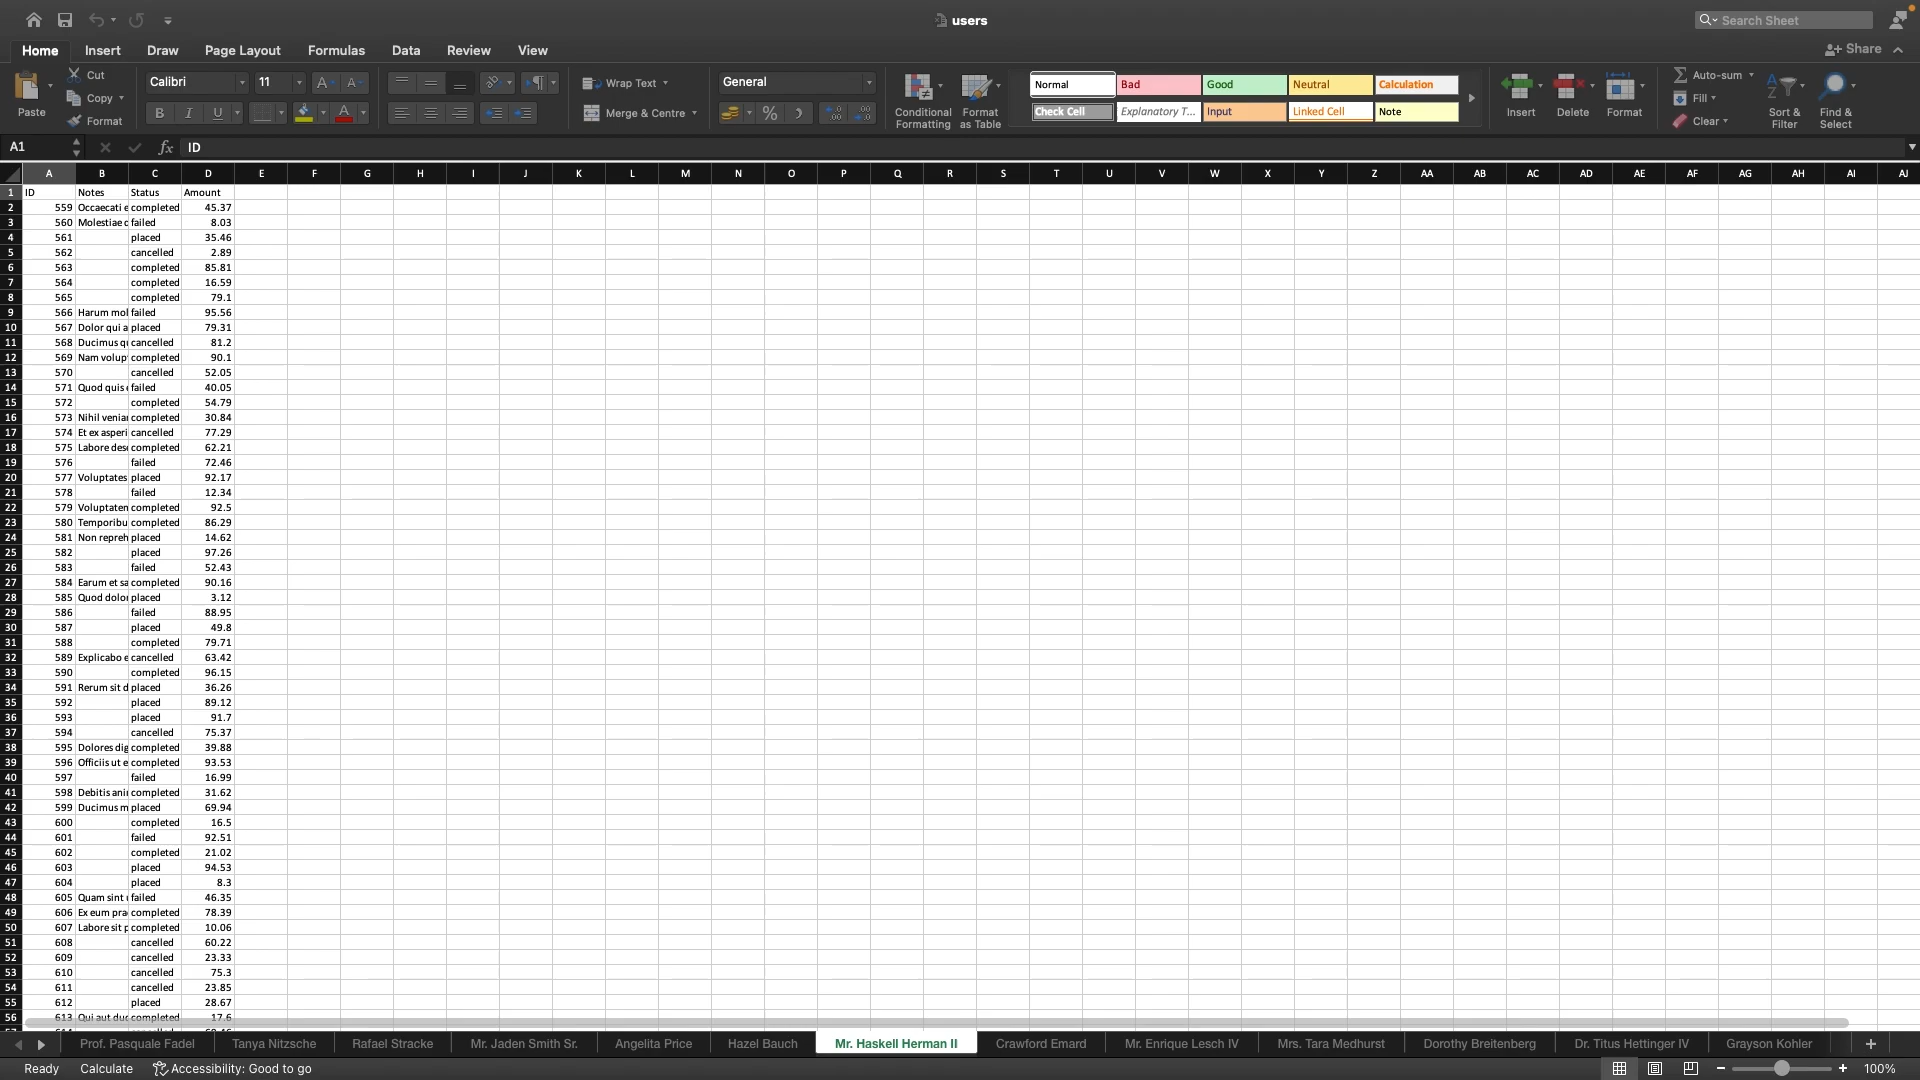 users
Search Sheet
Home Insert Draw Page Layout Formulas Data Review View
Share
Paste
Cut
Copy
Format
Calibri 11
B I U
Wrap Text
Merge & Centre
General
Conditional Formatting
Format as Table
Normal Bad Good Neutral Calculation
Check Cell Explanatory T... Input Linked Cell Note
Insert Delete Format
Auto-sum
Fill
Clear
Sort & Filter
Find & Select
A1 fx ID
A B C D E F G H I J K L M N O P Q R S T U V W X Y Z AA AB AC AD AE AF AG AH AI AJ
1 ID Notes Status Amount
2 559 Occaecati e completed 45.37
3 560 Molestiae c failed 8.03
4 561 placed 35.46
5 562 cancelled 2.89
6 563 completed 85.81
7 564 completed 16.59
8 565 completed 79.1
9 566 Harum mol failed 95.56
10 567 Dolor qui a placed 79.31
11 568 Ducimus qu cancelled 81.2
12 569 Nam volup completed 90.1
13 570 cancelled 52.05
14 571 Quod quis failed 40.05
15 572 completed 54.79
16 573 Nihil venia completed 30.84
17 574 Et ex asperi cancelled 77.29
18 575 Labore des completed 62.21
19 576 failed 72.46
20 577 Voluptates placed 92.17
21 578 failed 12.34
22 579 Voluptaten completed 92.5
23 580 Temporibu completed 86.29
24 581 Non repreh placed 14.62
25 582 placed 97.26
26 583 failed 52.43
27 584 Earum et sa completed 90.16
28 585 Quod dolor placed 3.12
29 586 failed 88.95
30 587 placed 49.8
31 588 completed 79.71
32 589 Explicabo e cancelled 63.42
33 590 completed 96.15
34 591 Rerum sit d placed 36.26
35 592 placed 89.12
36 593 placed 91.7
37 594 cancelled 75.37
38 595 Dolores dig completed 39.88
39 596 Officiis ut e completed 93.53
40 597 failed 16.99
41 598 Debitis ani completed 31.62
42 599 Ducimus m placed 69.94
43 600 completed 16.5
44 601 failed 92.51
45 602 completed 21.02
46 603 placed 94.53
47 604 placed 8.3
48 605 Quam sint failed 46.35
49 606 Ex eum pra completed 78.39
50 607 Labore sit p completed 10.06
51 608 cancelled 60.22
52 609 cancelled 23.33
53 610 cancelled 75.3
54 611 cancelled 23.85
55 612 placed 28.67
56 613 Qui aut duc completed 17.6
Prof. Pasquale Fadel Tanya Nitzsche Rafael Stracke Mr. Jaden Smith Sr. Angelita Price Hazel Bauch Mr. Haskell Herman II Crawford Emard Mr. Enrique Lesch IV Mrs. Tara Medhurst Dorothy Breitenberg Dr. Titus Hettinger IV Grayson Kohler
Ready Calculate Accessibility: Good to go 100%